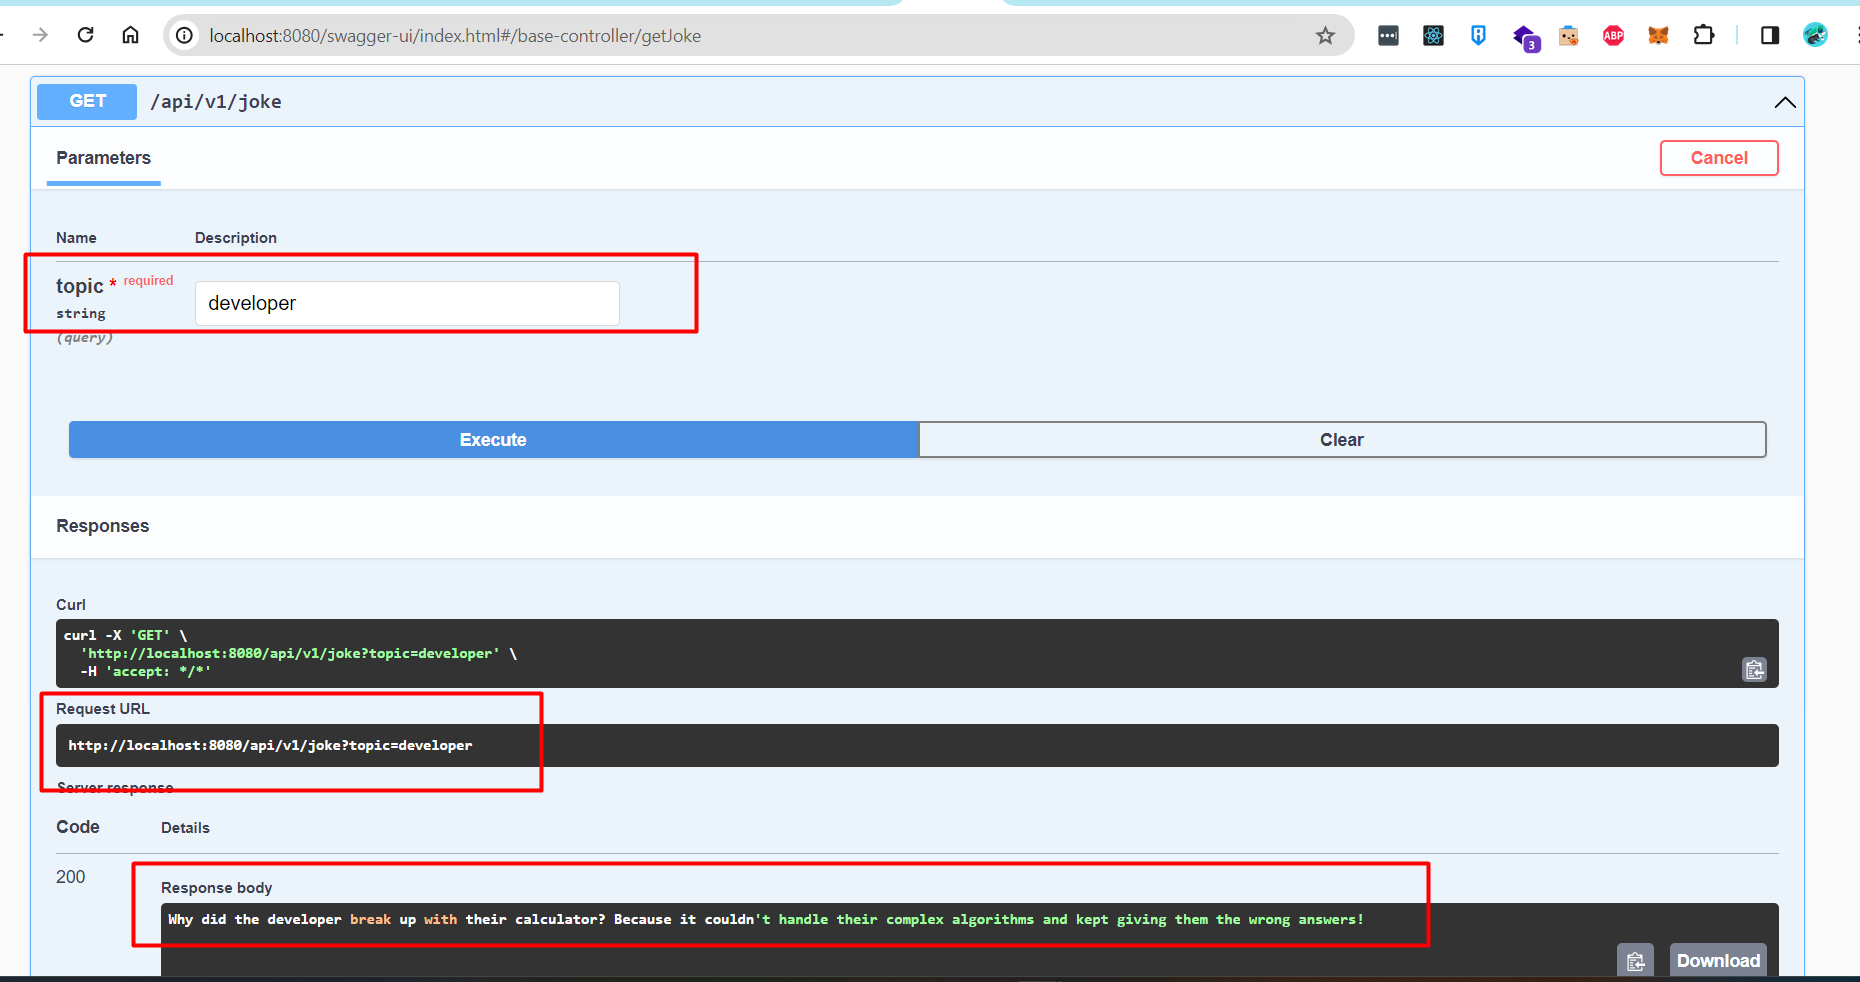 localhost:8080/swagger-ui/index.html#/base-controller/getJoke
3
ABP
GET /api/v1/joke
Parameters
Cancel
Name Description
topic * required
string
(query)
developer
Execute
Clear
Responses
Curl
curl -X 'GET' \
'http://localhost:8080/api/v1/joke?topic=developer' \
-H 'accept: */*'
Request URL
http://localhost:8080/api/v1/joke?topic=developer
Server response
Code Details
200
Response body
Why did the developer break up with their calculator? Because it couldn't handle their complex algorithms and kept giving them the wrong answers!
Download